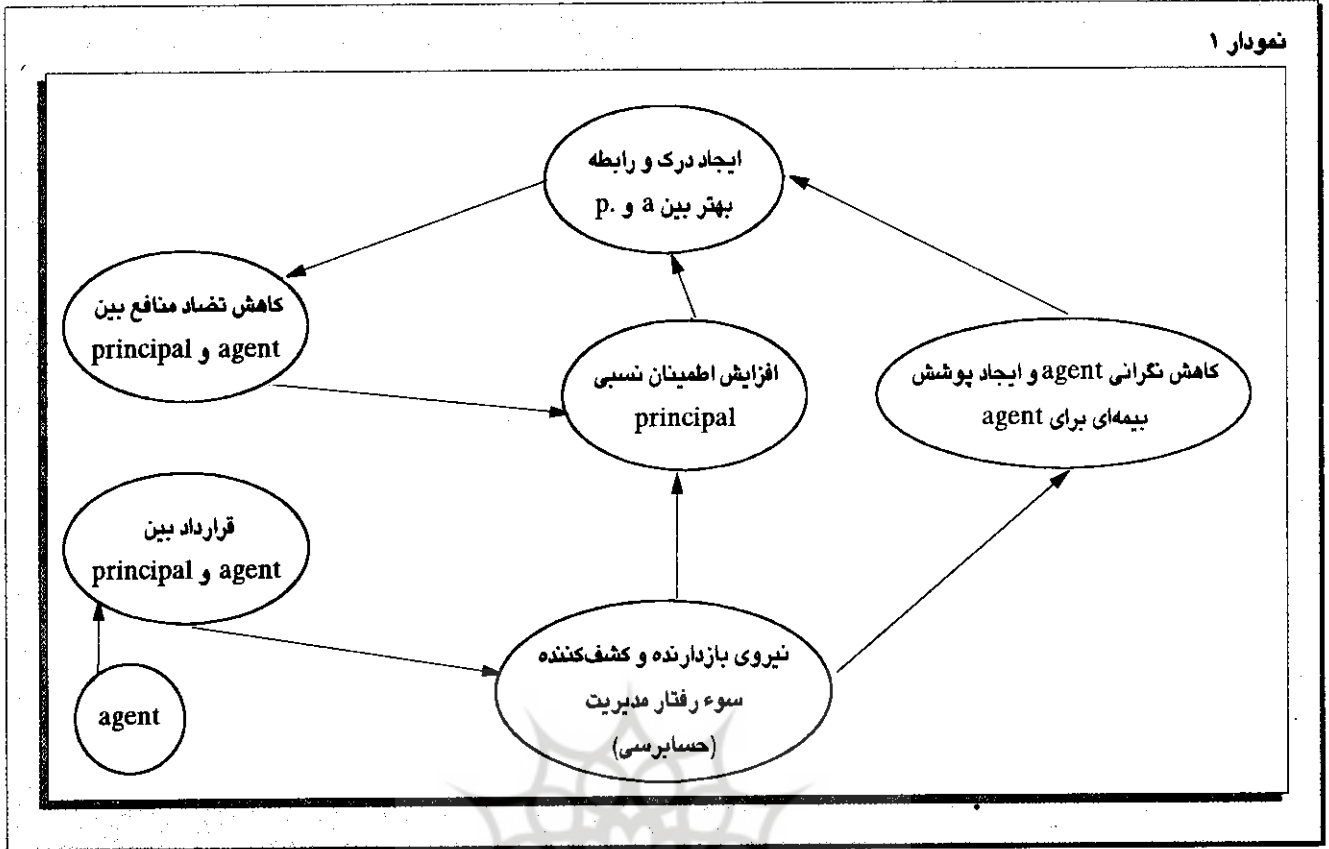 نمودار ۱
ایجاد درک و رابطه
بهتر بین a و p.
کاهش تضاد منافع بین
agent و principal
افزایش اطمینان نسبی
principal
کاهش نگرانی agent و ایجاد پوشش
بیمه‌ای برای agent
قرارداد بین
agent و principal
نیروی بازدارنده و کشف‌کننده
سوء رفتار مدیریت
(حسابرسی)
agent